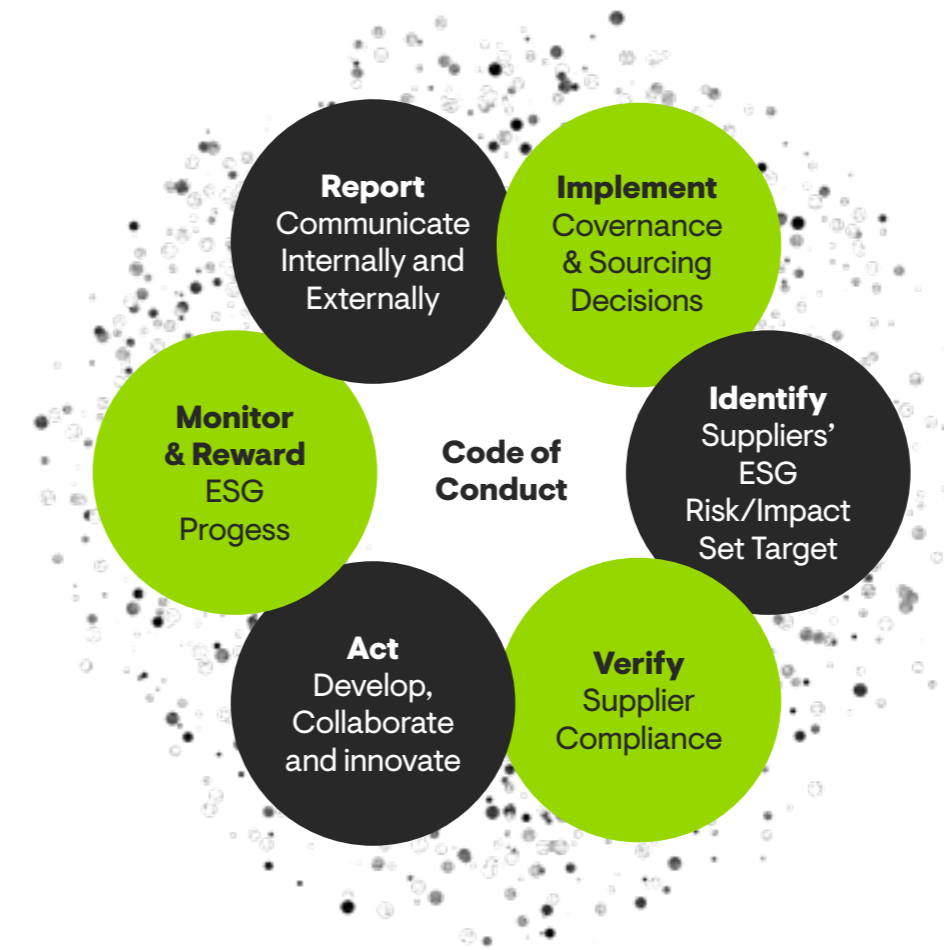 Report
Communicate
Internally and
Externally
Implement
Covernance
& Sourcing
Decisions
Identify
Suppliers’
ESG
Risk/Impact
Set Target
Verify
Supplier
Compliance
Act
Develop,
Collaborate
and innovate
Monitor
& Reward
ESG
Progess
Code of
Conduct